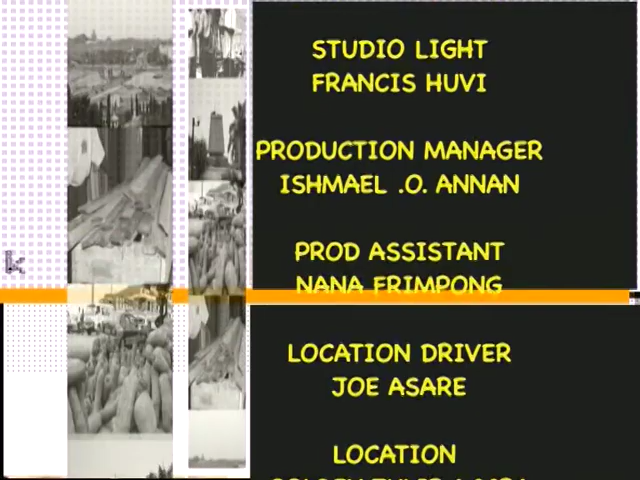 STUDIO LIGHT
FRANCIS HUVI
PRODUCTION MANAGER
ISHMAEL .O. ANNAN
PROD ASSISTANT
NANA FRIMPONG
k
LOCATION DRIVER
JOE ASARE
LOCATION